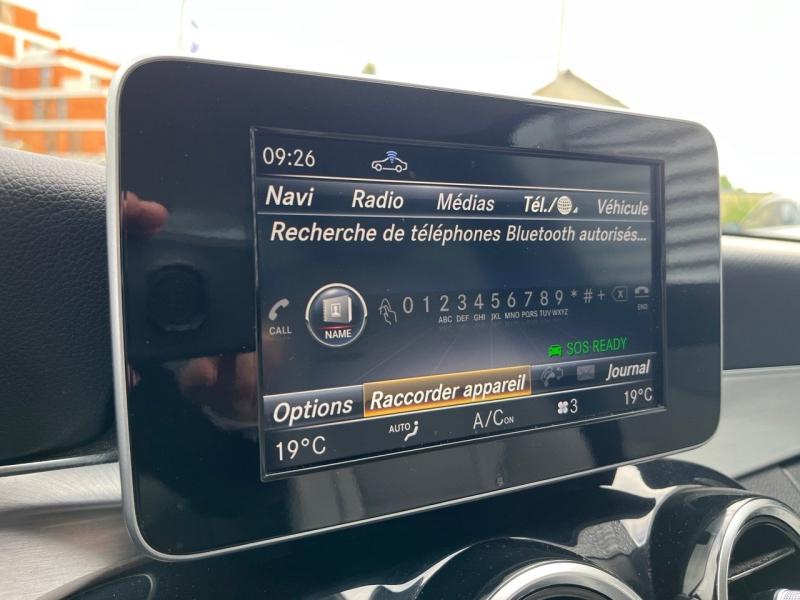 09:26
Navi Radio Médias Tél./ Véhicule
Recherche de téléphones Bluetooth autorisés...
CALL NAME 0 1 2 3 4 5 6 7 8 9 * # + END
ABC DEF GHI JKL MNO PQRS TUV WXYZ
SOS READY
Options Raccorder appareil Journal
19°C AUTO A/C ON 3 19°C